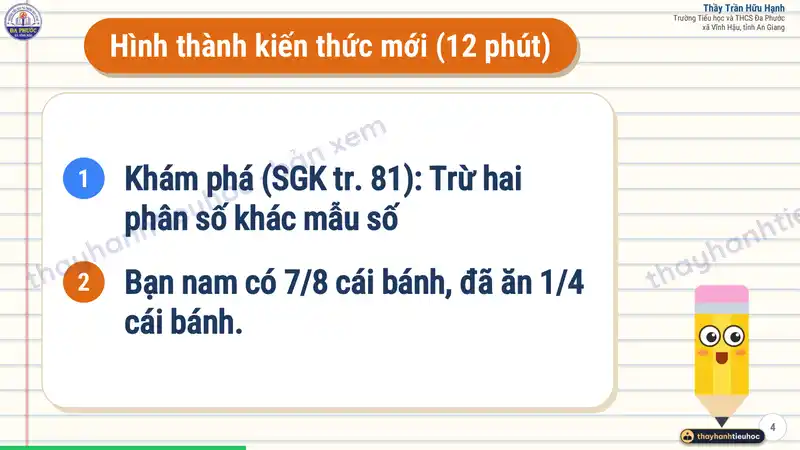 Thầy Trần Hữu Hạnh
Trường Tiểu học và THCS Đa Phước
xã Vĩnh Hậu, tỉnh An Giang
ĐA PHƯỚC
Hình thành kiến thức mới (12 phút)
1
Khám phá (SGK tr. 81): Trừ hai
phân số khác mẫu số
2
Bạn nam có 7/8 cái bánh, đã ăn 1/4
cái bánh.
thayhanhtieuhoc
4